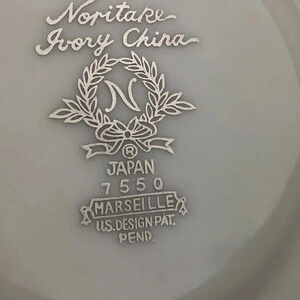 Noritake
Ivory China
N
®
JAPAN
7550
MARSEILLE
U.S. DESIGN PAT.
PEND.